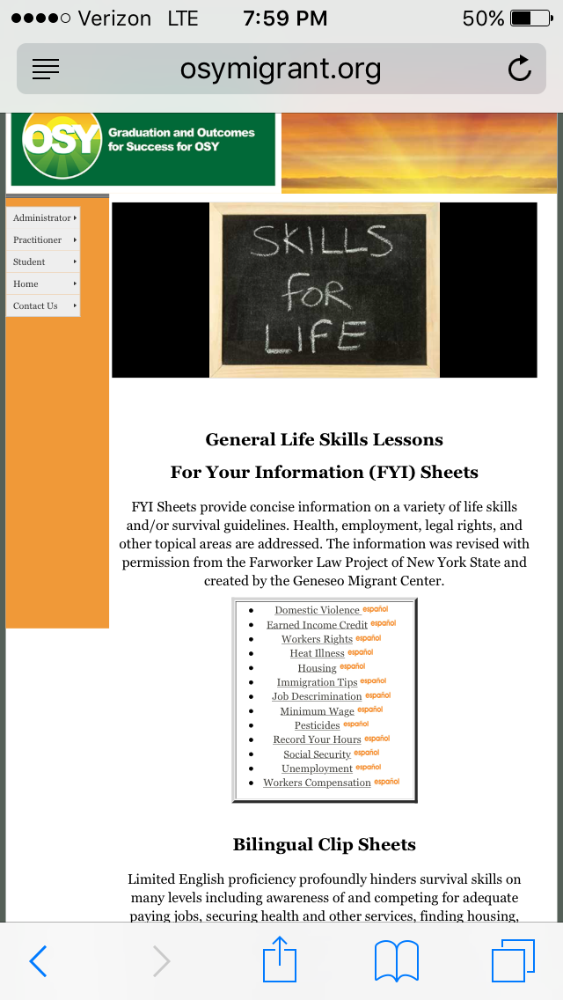 Verizon LTE 7:59 PM 50%
osymigrant.org
OSY
Graduation and Outcomes
for Success for OSY
Administrator
Practitioner
Student
Home
Contact Us
SKILLS
FOR
LIFE
General Life Skills Lessons
For Your Information (FYI) Sheets
FYI Sheets provide concise information on a variety of life skills
and/or survival guidelines. Health, employment, legal rights, and
other topical areas are addressed. The information was revised with
permission from the Farworker Law Project of New York State and
created by the Geneseo Migrant Center.
Domestic Violence español
Earned Income Credit español
Workers Rights español
Heat Illness español
Housing español
Immigration Tips español
Job Descrimination español
Minimum Wage español
Pesticides español
Record Your Hours español
Social Security español
Unemployment español
Workers Compensation español
Bilingual Clip Sheets
Limited English proficiency profoundly hinders survival skills on
many levels including awareness of and competing for adequate
paying jobs, securing health and other services, finding housing,